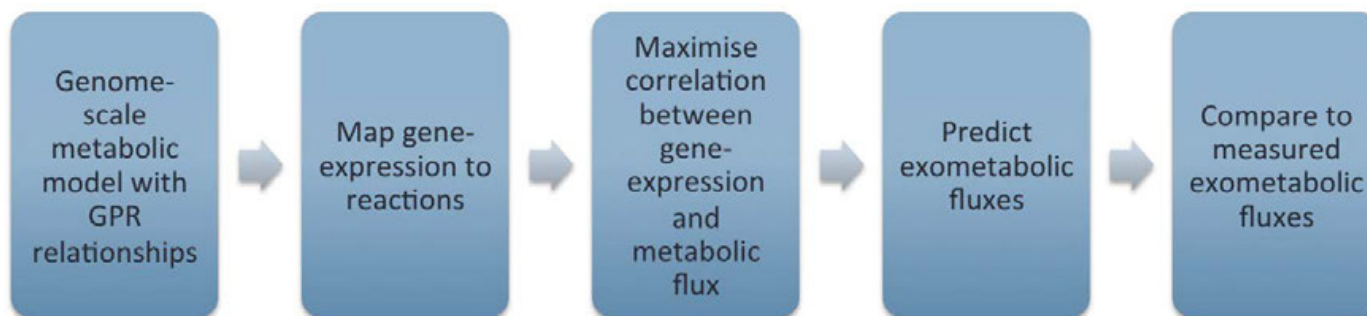 Genome-
scale
metabolic
model with
GPR
relationships
Map gene-
expression to
reactions
Maximise
correlation
between
gene-
expression
and
metabolic
flux
Predict
exometabolic
fluxes
Compare to
measured
exometabolic
fluxes